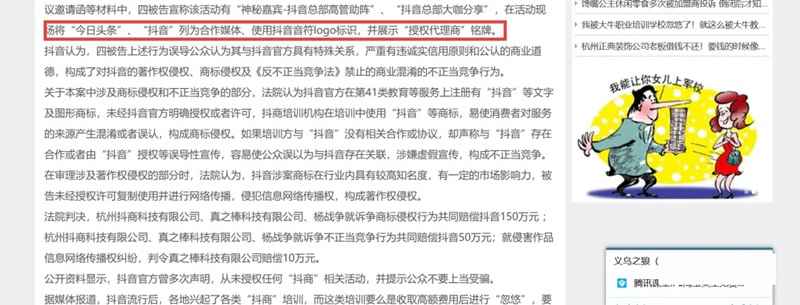 议邀请函等材料中，四被告宣称该活动有“神秘嘉宾-抖音总部高管助阵”、“抖音总部大咖分享”，在活动现
场将“今日头条”、“抖音”列为合作媒体、使用抖音音符logo标识，并展示“授权代理商”铭牌。
抖音认为，四被告上述行为误导公众认为其与抖音官方具有特殊关系，严重有违诚实信用原则和公认的商业道
德，构成了对抖音的著作权侵权、商标侵权及《反不正当竞争法》禁止的商业混淆的不正当竞争行为。
关于本案中涉及商标侵权和不正当竞争的部分，法院认为抖音官方在第41类教育等服务上注册有“抖音”等文字
及图形商标，未经抖音官方明确授权或者许可，抖商培训机构在培训中使用“抖音”等商标，易使消费者对服务
的来源产生混淆或者误认，构成商标侵权。如果培训方与“抖音”没有相关合作或协议，却声称与“抖音”存在
合作或者由“抖音”授权等误导性宣传，容易使公众误以为与抖音存在关联，涉嫌虚假宣传，构成不正当竞争。
在审理涉及著作权侵权的部分时，法院认为，抖音涉案商标在行业内具有较高知名度，有一定的市场影响力，被
告未经授权许可复制使用并进行网络传播，侵犯信息网络传播权，构成著作权侵权。
法院判决，杭州抖商科技有限公司、真之棒科技有限公司、杨战争就诉争商标侵权行为共同赔偿抖音150万元；
杭州抖商科技有限公司、真之棒科技有限公司、杨战争就诉争不正当竞争行为共同赔偿抖音50万元；就侵害作品
信息网络传播权纠纷，判令真之棒科技有限公司赔偿10万元。
公开资料显示，抖音官方曾多次声明，从未授权任何“抖商”相关活动，并提示公众不要上当受骗。
据媒体报道，抖音流行后，各地兴起了各类“抖商”培训，而这类培训要么是收取高额费用后进行“忽悠”，要
馋嘴公主休闲零食多次被加盟商投诉 倒闭后才
我被大牛职业培训学校忽悠了！就业去不成
杭州正典装饰公司老板借钱不还！爱钱的时候像
我能让你女儿上军校
义乌之狼（
腾讯